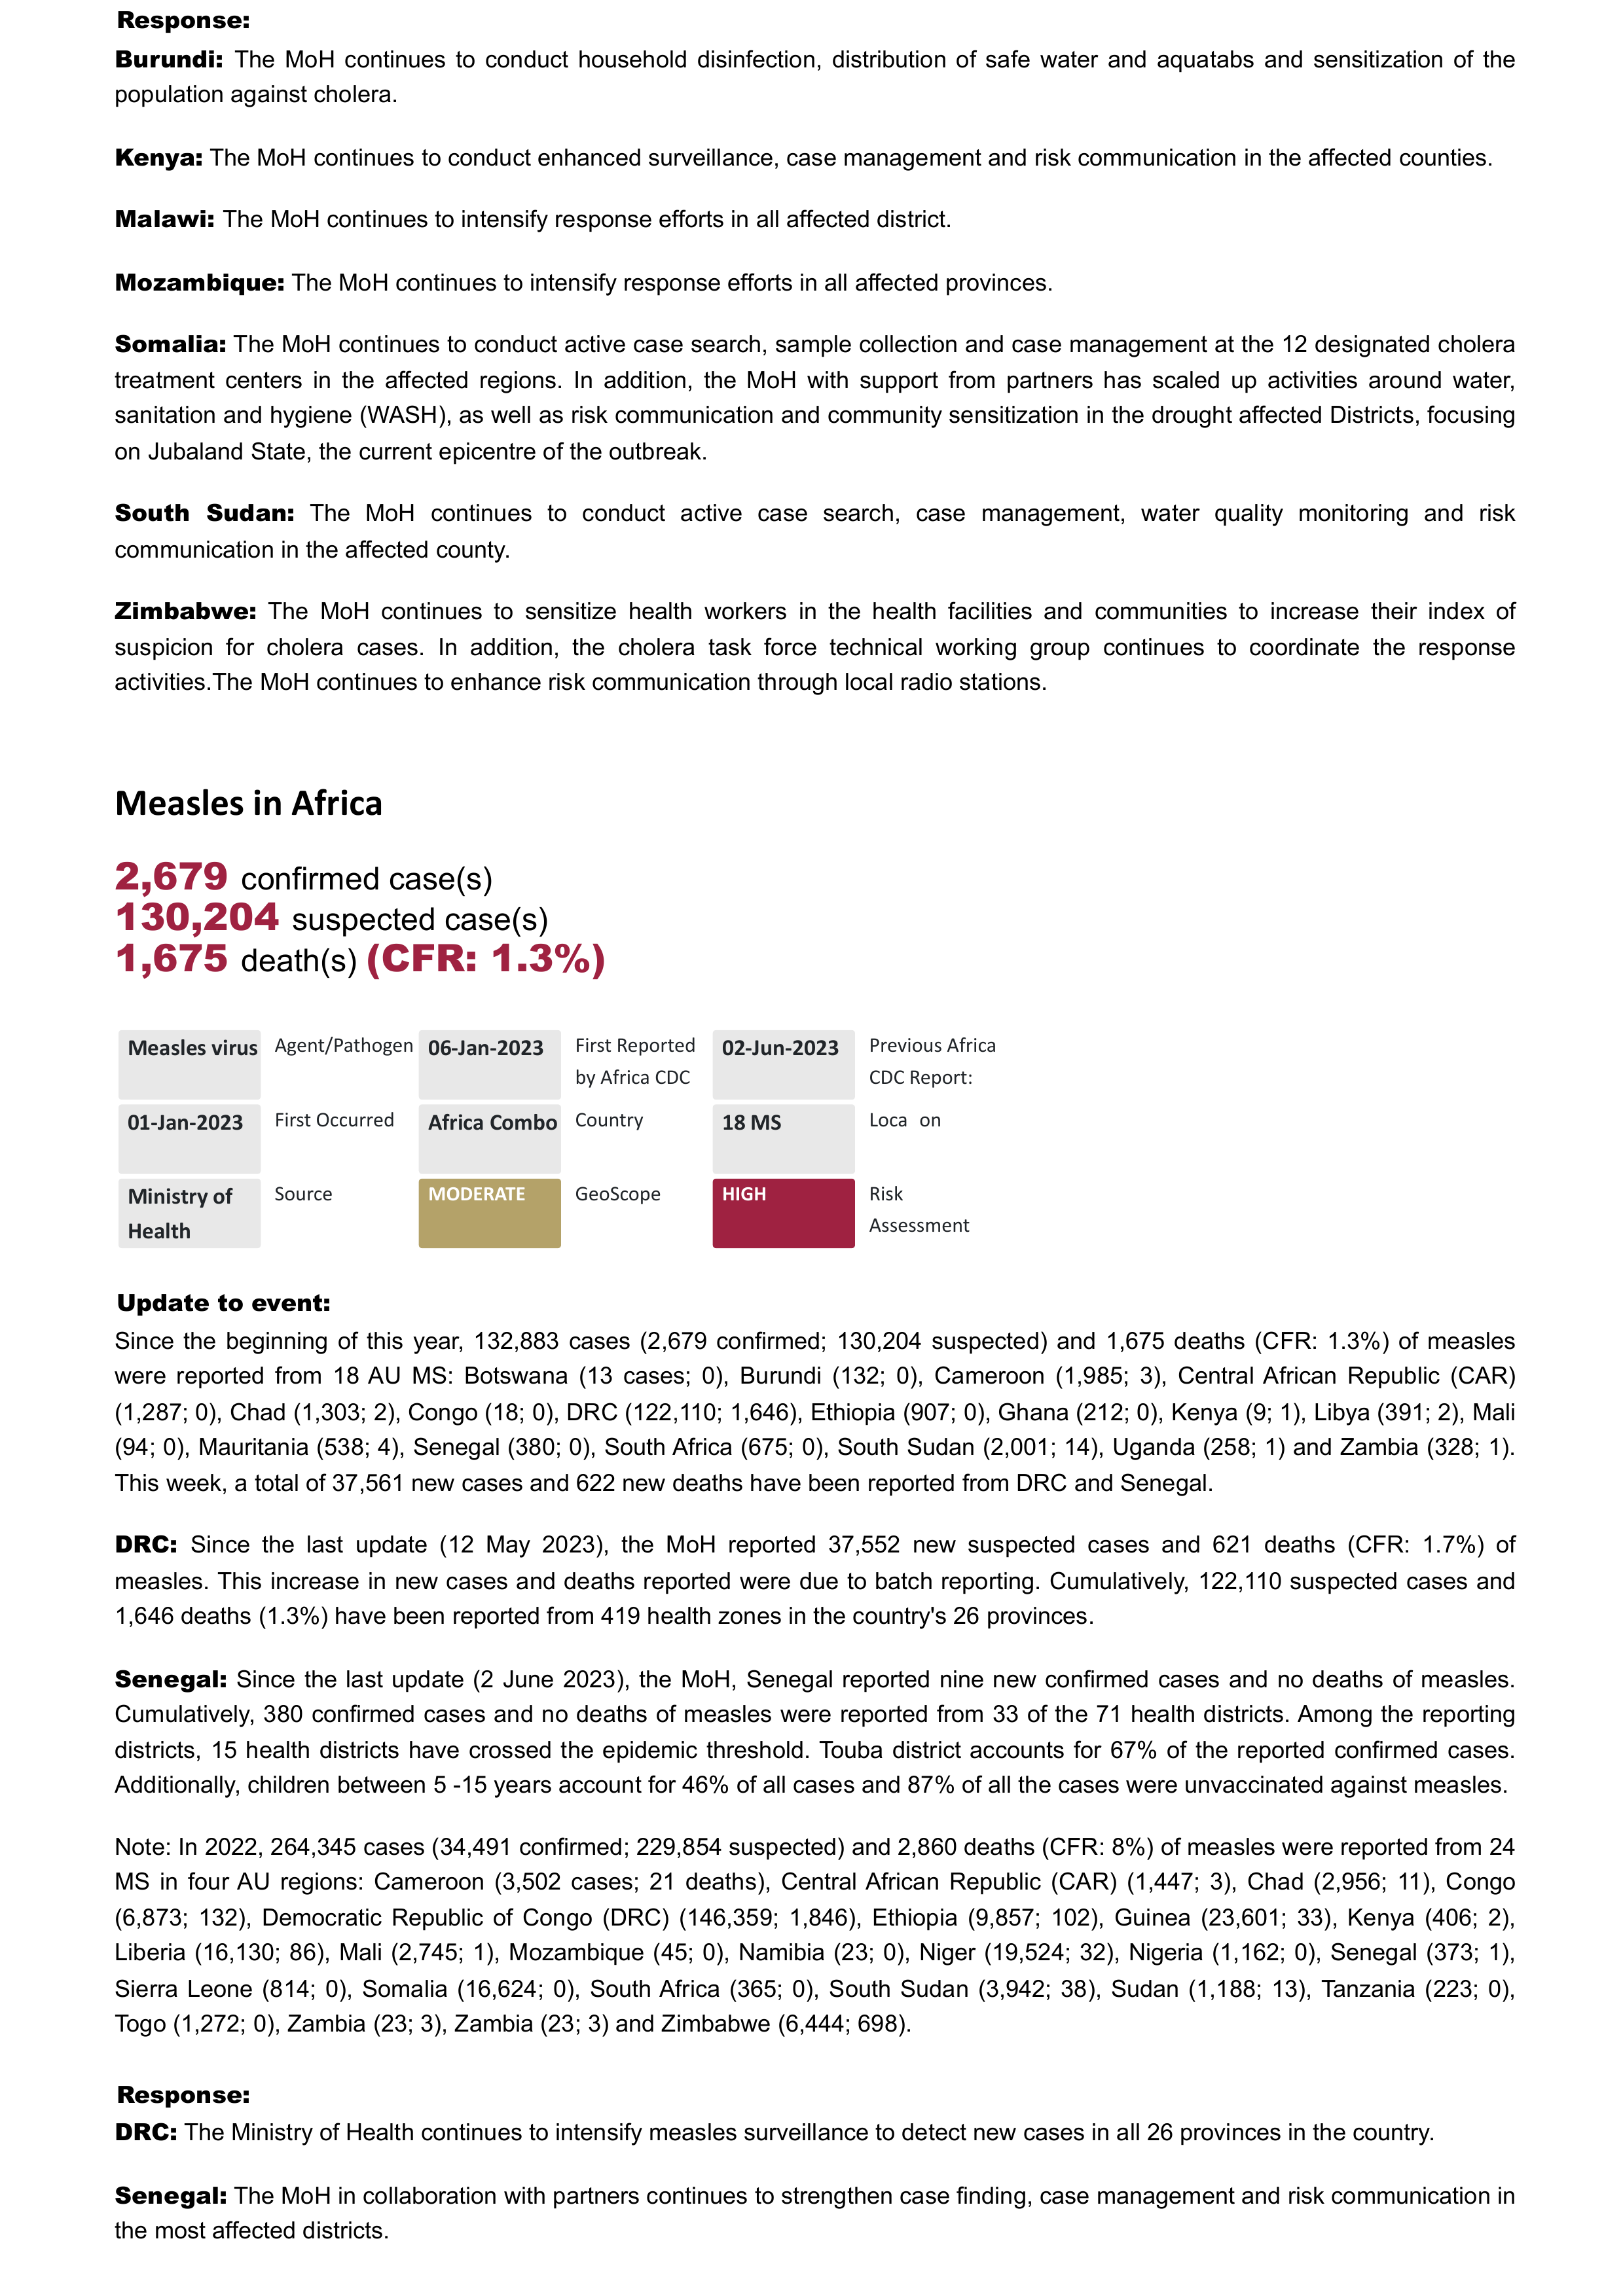 Response:
Burundi: The MoH continues to conduct household disinfection, distribution of safe water and aquatabs and sensitization of the
population against cholera.
Kenya: The MoH continues to conduct enhanced surveillance, case management and risk communication in the affected counties.
Malawi: The MoH continues to intensify response efforts in all affected district.
Mozambique: The MoH continues to intensify response efforts in all affected provinces.
Somalia: The MoH continues to conduct active case search, sample collection and case management at the 12 designated cholera
treatment centers in the affected regions. In addition, the MoH with support from partners has scaled up activities around water,
sanitation and hygiene (WASH), as well as risk communication and community sensitization in the drought affected Districts, focusing
on Jubaland State, the current epicentre of the outbreak.
South Sudan: The MoH continues to conduct active case search, case management, water quality monitoring and risk
communication in the affected county.
Zimbabwe: The MoH continues to sensitize health workers in the health facilities and communities to increase their index of
suspicion for cholera cases. In addition, the cholera task force technical working group continues to coordinate the response
activities.The MoH continues to enhance risk communication through local radio stations.
Measles in Africa
2,679 confirmed case(s)
130,204 suspected case(s)
1,675 death(s) (CFR: 1.3%)
Measles virus Agent/Pathogen 06-Jan-2023 First Reported 02-Jun-2023 Previous Africa
by Africa CDC CDC Report:
01-Jan-2023 First Occurred Africa Combo Country 18 MS Loca on
Ministry of Source MODERATE GeoScope HIGH Risk
Health Assessment
Update to event:
Since the beginning of this year, 132,883 cases (2,679 confirmed; 130,204 suspected) and 1,675 deaths (CFR: 1.3%) of measles
were reported from 18 AU MS: Botswana (13 cases; 0), Burundi (132; 0), Cameroon (1,985; 3), Central African Republic (CAR)
(1,287; 0), Chad (1,303; 2), Congo (18; 0), DRC (122,110; 1,646), Ethiopia (907; 0), Ghana (212; 0), Kenya (9; 1), Libya (391; 2), Mali
(94; 0), Mauritania (538; 4), Senegal (380; 0), South Africa (675; 0), South Sudan (2,001; 14), Uganda (258; 1) and Zambia (328; 1).
This week, a total of 37,561 new cases and 622 new deaths have been reported from DRC and Senegal.
DRC: Since the last update (12 May 2023), the MoH reported 37,552 new suspected cases and 621 deaths (CFR: 1.7%) of
measles. This increase in new cases and deaths reported were due to batch reporting. Cumulatively, 122,110 suspected cases and
1,646 deaths (1.3%) have been reported from 419 health zones in the country's 26 provinces.
Senegal: Since the last update (2 June 2023), the MoH, Senegal reported nine new confirmed cases and no deaths of measles.
Cumulatively, 380 confirmed cases and no deaths of measles were reported from 33 of the 71 health districts. Among the reporting
districts, 15 health districts have crossed the epidemic threshold. Touba district accounts for 67% of the reported confirmed cases.
Additionally, children between 5 -15 years account for 46% of all cases and 87% of all the cases were unvaccinated against measles.
Note: In 2022, 264,345 cases (34,491 confirmed; 229,854 suspected) and 2,860 deaths (CFR: 8%) of measles were reported from 24
MS in four AU regions: Cameroon (3,502 cases; 21 deaths), Central African Republic (CAR) (1,447; 3), Chad (2,956; 11), Congo
(6,873; 132), Democratic Republic of Congo (DRC) (146,359; 1,846), Ethiopia (9,857; 102), Guinea (23,601; 33), Kenya (406; 2),
Liberia (16,130; 86), Mali (2,745; 1), Mozambique (45; 0), Namibia (23; 0), Niger (19,524; 32), Nigeria (1,162; 0), Senegal (373; 1),
Sierra Leone (814; 0), Somalia (16,624; 0), South Africa (365; 0), South Sudan (3,942; 38), Sudan (1,188; 13), Tanzania (223; 0),
Togo (1,272; 0), Zambia (23; 3), Zambia (23; 3) and Zimbabwe (6,444; 698).
Response:
DRC: The Ministry of Health continues to intensify measles surveillance to detect new cases in all 26 provinces in the country.
Senegal: The MoH in collaboration with partners continues to strengthen case finding, case management and risk communication in
the most affected districts.